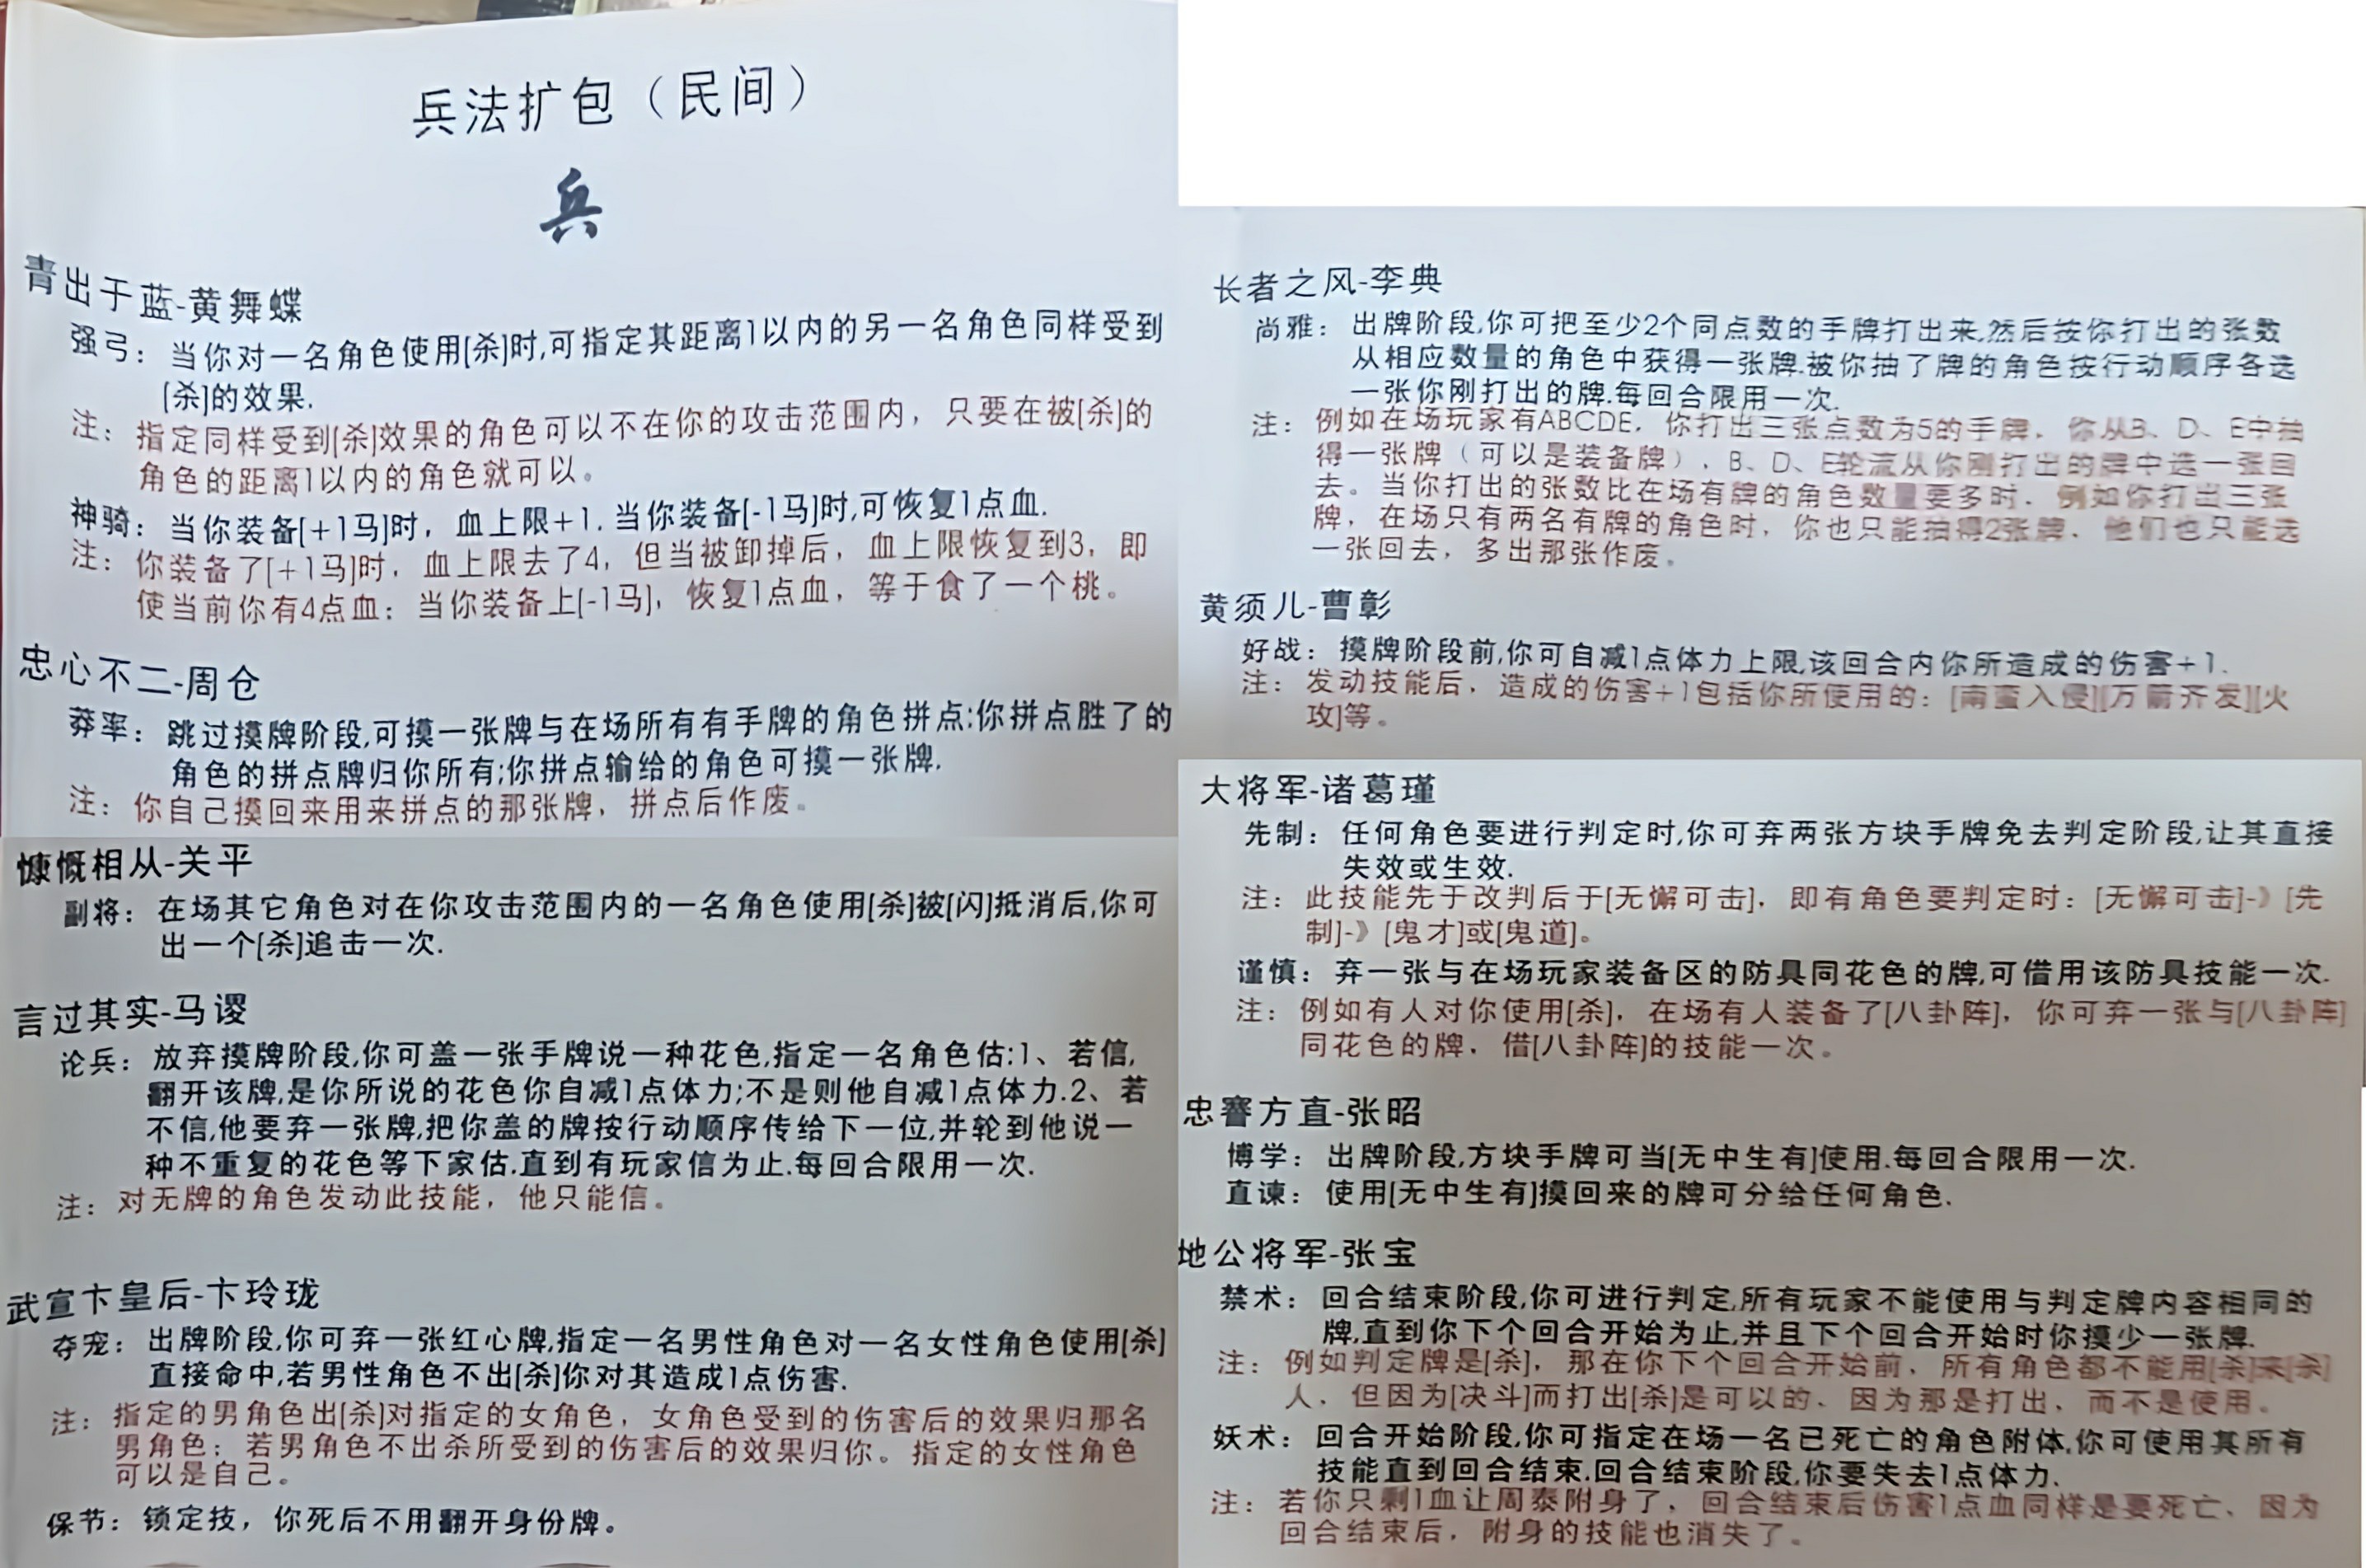 兵法扩包（民间）
兵
青出于蓝-黄舞蝶
强弓：当你对一名角色使用[杀]时,可指定其距离1以内的另一名角色同样受到
[杀]的效果.
注：指定同样受到[杀]效果的角色可以不在你的攻击范围内，只要在被[杀]的
角色的距离1以内的角色就可以。
神骑：当你装备[+1马]时，血上限+1.当你装备[-1马]时,可恢复1点血.
注：你装备了[+1马]时，血上限去了4，但当被卸掉后，血上限恢复到3，即
使当前你有4点血；当你装备上[-1马]，恢复1点血，等于食了一个桃。
忠心不二-周仓
莽率：跳过摸牌阶段,可摸一张牌与在场所有有手牌的角色拼点:你拼点胜了的
角色的拼点牌归你所有;你拼点输给的角色可摸一张牌.
注：你自己摸回来用来拼点的那张牌，拼点后作废。
慷慨相从-关平
副将：在场其它角色对在你攻击范围内的一名角色使用[杀]被[闪]抵消后,你可
出一个[杀]追击一次.
言过其实-马谡
论兵：放弃摸牌阶段,你可盖一张手牌说一种花色,指定一名角色估:1、若信,
翻开该牌,是你所说的花色你自减1点体力;不是则他自减1点体力.2、若
不信,他要弃一张牌,把你盖的牌按行动顺序传给下一位,并轮到他说一
种不重复的花色等下家估.直到有玩家信为止.每回合限用一次.
注：对无牌的角色发动此技能，他只能信。
武宣卞皇后-卞玲珑
夺宠：出牌阶段,你可弃一张红心牌,指定一名男性角色对一名女性角色使用[杀]
直接命中,若男性角色不出[杀]你对其造成1点伤害.
注：指定的男角色出[杀]对指定的女角色，女角色受到的伤害后的效果归那名
男角色；若男角色不出杀所受到的伤害后的效果归你。指定的女性角色
可以是自己。
保节：锁定技，你死后不用翻开身份牌。
长者之风-李典
尚雅：出牌阶段,你可把至少2个同点数的手牌打出来,然后按你打出的张数
从相应数量的角色中获得一张牌.被你抽了牌的角色按行动顺序各选
一张你刚打出的牌.每回合限用一次.
注：例如在场玩家有ABCDE，你打出三张点数为5的手牌，你从B、D、E中抽
得一张牌（可以是装备牌），B、D、E轮流从你刚打出的牌中选一张回
去。当你打出的张数比在场有牌的角色数量要多时，例如你打出三张
牌，在场只有两名有牌的角色时，你也只能抽得2张牌，他们也只能选
一张回去，多出那张作废。
黄须儿-曹彰
好战：摸牌阶段前,你可自减1点体力上限,该回合内你所造成的伤害+1.
注：发动技能后，造成的伤害+1包括你所使用的：[南蛮入侵][万箭齐发][火
攻]等。
大将军-诸葛瑾
先制：任何角色要进行判定时,你可弃两张方块手牌免去判定阶段,让其直接
失效或生效.
注：此技能先于改判后于[无懈可击]，即有角色要判定时：[无懈可击]-》[先
制]-》[鬼才]或[鬼道]。
谨慎：弃一张与在场玩家装备区的防具同花色的牌,可借用该防具技能一次.
注：例如有人对你使用[杀]，在场有人装备了[八卦阵]，你可弃一张与[八卦阵]
同花色的牌，借[八卦阵]的技能一次。
忠謇方直-张昭
博学：出牌阶段,方块手牌可当[无中生有]使用.每回合限用一次.
直谏：使用[无中生有]摸回来的牌可分给任何角色.
地公将军-张宝
禁术：回合结束阶段,你可进行判定,所有玩家不能使用与判定牌内容相同的
牌,直到你下个回合开始为止,并且下个回合开始时你摸少一张牌.
注：例如判定牌是[杀]，那在你下个回合开始前，所有角色都不能用[杀]来[杀]
人，但因为[决斗]而打出[杀]是可以的，因为那是打出，而不是使用。
妖术：回合开始阶段,你可指定在场一名已死亡的角色附体,你可使用其所有
技能直到回合结束.回合结束阶段,你要失去1点体力.
注：若你只剩1血让周泰附身了，回合结束后伤害1点血同样是要死亡，因为
回合结束后，附身的技能也消失了。